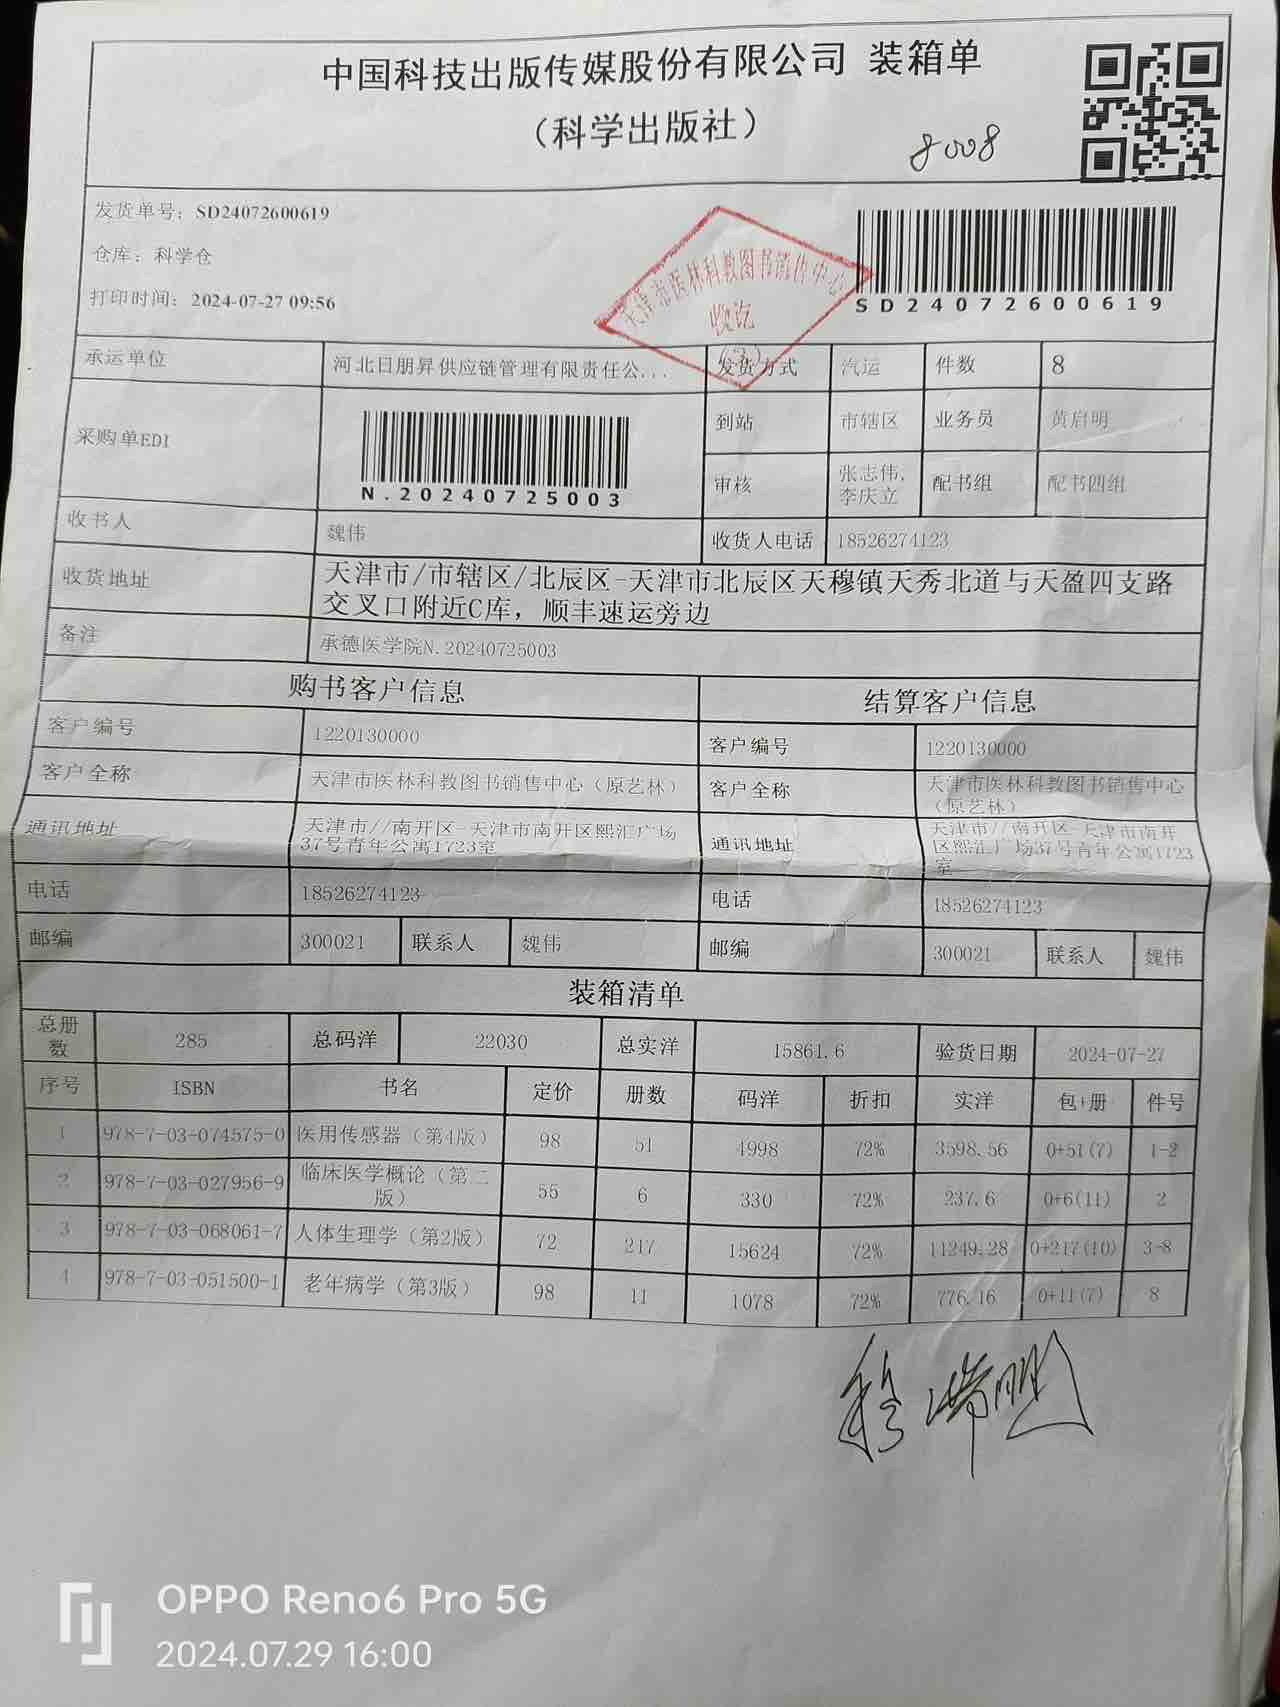 中国科技出版传媒股份有限公司 装箱单
（科学出版社）
8008
发货单号：SD24072600619
仓库：科学仓
打印时间：2024-07-27 09:56
SD24072600619
天津市医林科教图书销售中心
收讫
(3)
承运单位 河北日朋昇供应链管理有限责任公... 发货方式 汽运 件数 8
采购单EDI N.20240725003 到站 市辖区 业务员 黄启明
审核 张志伟,李庆立 配书组 配书四组
收书人 魏伟 收货人电话 18526274123
收货地址 天津市/市辖区/北辰区-天津市北辰区天穆镇天秀北道与天盈四支路
交叉口附近C库，顺丰速运旁边
备注 承德医学院N.20240725003
购书客户信息 结算客户信息
客户编号 1220130000 客户编号 1220130000
客户全称 天津市医林科教图书销售中心（原艺林） 客户全称 天津市医林科教图书销售中心（原艺林）
通讯地址 天津市//南开区-天津市南开区熙汇广场37号青年公寓1723室 通讯地址 天津市//南开区-天津市南开区熙汇广场37号青年公寓1723室
电话 18526274123 电话 18526274123
邮编 300021 联系人 魏伟 邮编 300021 联系人 魏伟
装箱清单
总册数 285 总码洋 22030 总实洋 15861.6 验货日期 2024-07-27
序号 ISBN 书名 定价 册数 码洋 折扣 实洋 包+册 件号
1 978-7-03-074575-0 医用传感器（第4版） 98 51 4998 72% 3598.56 0+51(7) 1-2
2 978-7-03-027956-9 临床医学概论（第二版） 55 6 330 72% 237.6 0+6(11) 2
3 978-7-03-068061-7 人体生理学（第2版） 72 217 15624 72% 11249.28 0+217(10) 3-8
4 978-7-03-051500-1 老年病学（第3版） 98 11 1078 72% 776.16 0+11(7) 8
OPPO Reno6 Pro 5G
2024.07.29 16:00